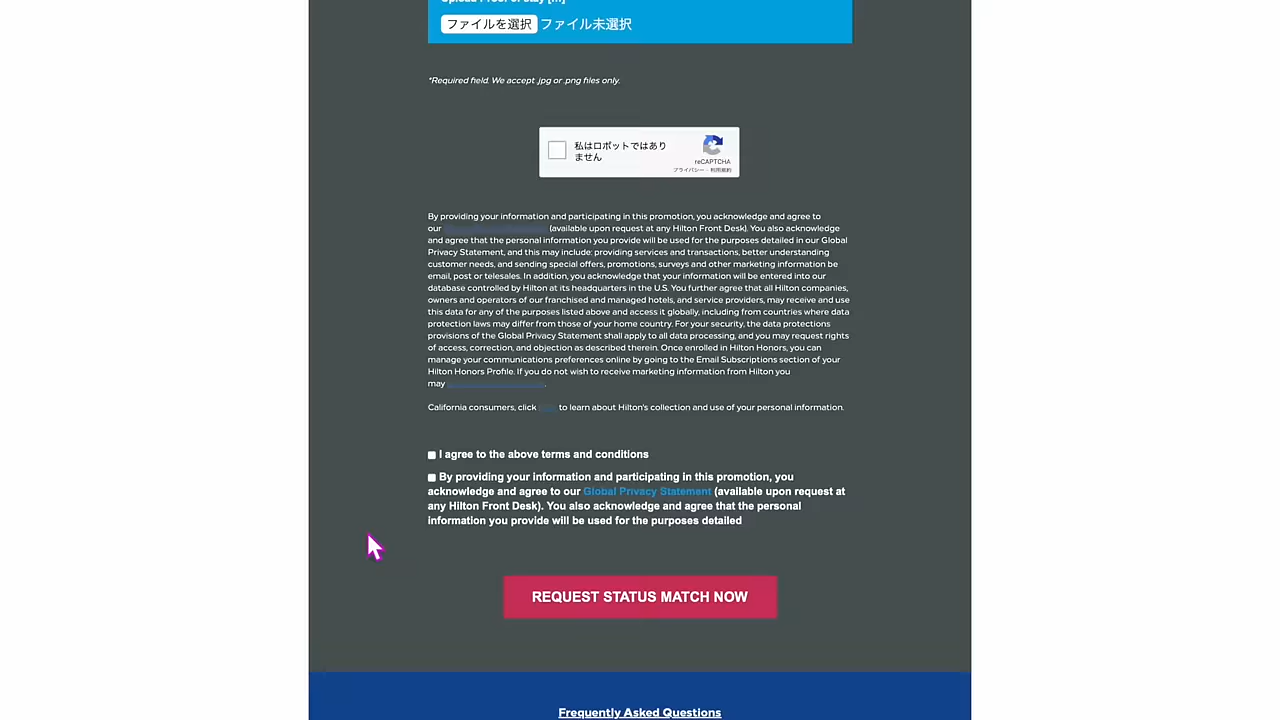 ファイルを選択 ファイル未選択
*Required field. We accept .jpg or .png files only.
私はロボットではあり
ません
reCAPTCHA
プライバシー - 利用規約
By providing your information and participating in this promotion, you acknowledge and agree to
our (available upon request at any Hilton Front Desk). You also acknowledge
and agree that the personal information you provide will be used for the purposes detailed in our Global
Privacy Statement, and this may include: providing services and transactions, better understanding
customer needs, and sending special offers, promotions, surveys and other marketing information be
email, post or telesales. In addition, you acknowledge that your information will be entered into our
database controlled by Hilton at its headquarters in the U.S. You further agree that all Hilton companies,
owners and operators of our franchised and managed hotels, and service providers, may receive and use
this data for any of the purposes listed above and access it globally, including from countries where data
protection laws may differ from those of your home country. For your security, the data protections
provisions of the Global Privacy Statement shall apply to all data processing, and you may request rights
of access, correction, and objection as described therein. Once enrolled in Hilton Honors, you can
manage your communications preferences online by going to the Email Subscriptions section of your
Hilton Honors Profile. If you do not wish to receive marketing information from Hilton you
may .
California consumers, click to learn about Hilton's collection and use of your personal information.
I agree to the above terms and conditions
By providing your information and participating in this promotion, you
acknowledge and agree to our Global Privacy Statement (available upon request at
any Hilton Front Desk). You also acknowledge and agree that the personal
information you provide will be used for the purposes detailed
REQUEST STATUS MATCH NOW
Frequently Asked Questions